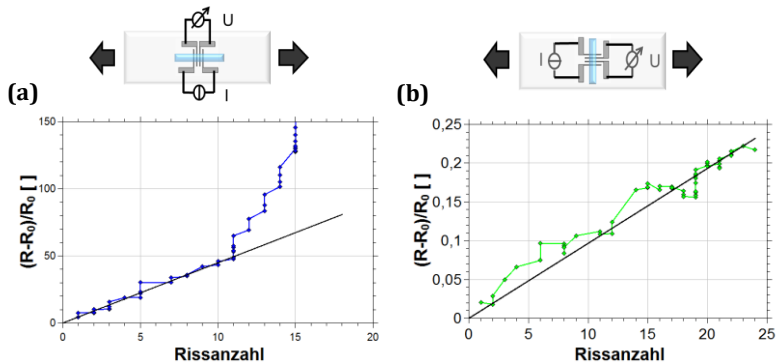 U
I
(a)
150
100
50
0
0
5
10
15
20
(R-R₀)/R₀ [ ]
Rissanzahl
I
U
(b)
0,25
0,2
0,15
0,1
0,05
0
0
5
10
15
20
25
(R-R₀)/R₀ [ ]
Rissanzahl